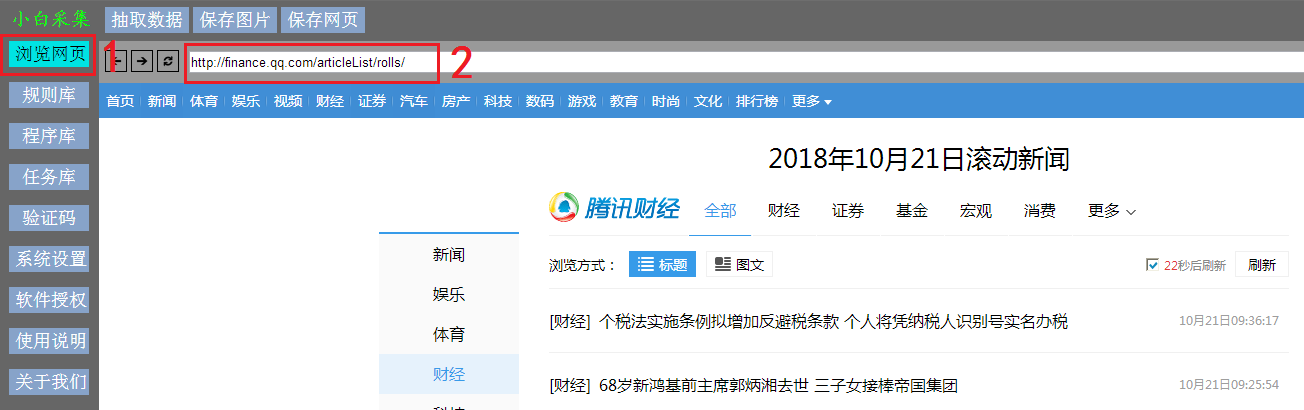 小白采集 抽取数据 保存图片 保存网页
浏览网页 1 http://finance.qq.com/articleList/rolls/ 2
规则库
程序库
任务库
验证码
系统设置
软件授权
使用说明
关于我们
首页 新闻 体育 娱乐 视频 财经 证券 汽车 房产 科技 数码 游戏 教育 时尚 文化 排行榜 更多
2018年10月21日滚动新闻
腾讯财经 全部 财经 证券 基金 宏观 消费 更多
新闻
娱乐
体育
财经
浏览方式： 标题 图文 22秒后刷新 刷新
[财经] 个税法实施条例拟增加反避税条款 个人将凭纳税人识别号实名办税 10月21日09:36:17
[财经] 68岁新鸿基前主席郭炳湘去世 三子女接棒帝国集团 10月21日09:25:54